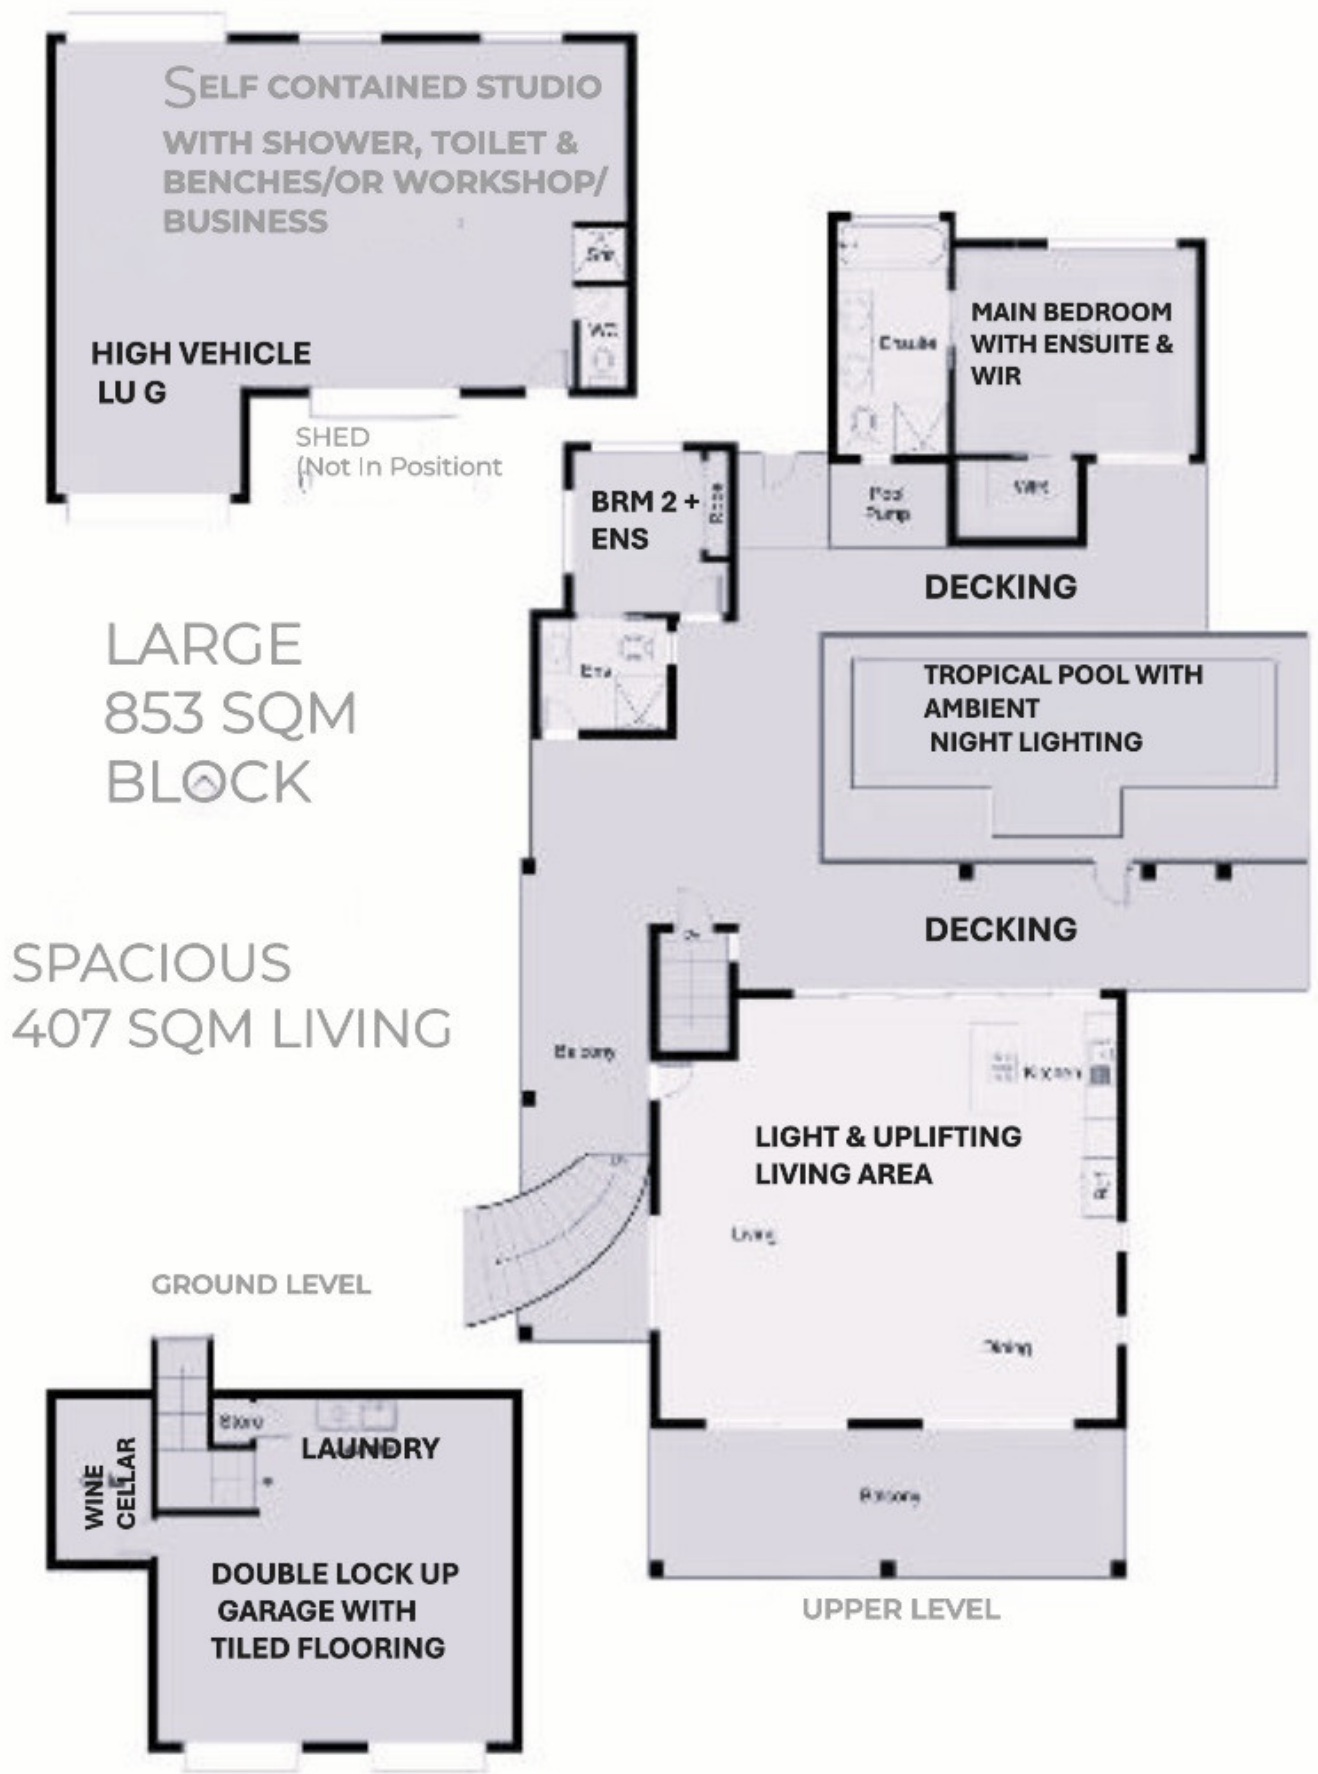 SELF CONTAINED STUDIO
WITH SHOWER, TOILET &
BENCHES/OR WORKSHOP/
BUSINESS
Shr
WC
HIGH VEHICLE
LU G
SHED
(Not In Positiont
MAIN BEDROOM
WITH ENSUITE &
WIR
Ensuite
WIR
Pool
Pump
BRM 2 +
ENS
Robe
Ens
DECKING
LARGE
853 SQM
BLOCK
TROPICAL POOL WITH
AMBIENT
NIGHT LIGHTING
DECKING
SPACIOUS
407 SQM LIVING
Balcony
Kitchen
LIGHT & UPLIFTING
LIVING AREA
Living
Dining
Balcony
UPPER LEVEL
GROUND LEVEL
Store
LAUNDRY
WINE
CELLAR
DOUBLE LOCK UP
GARAGE WITH
TILED FLOORING